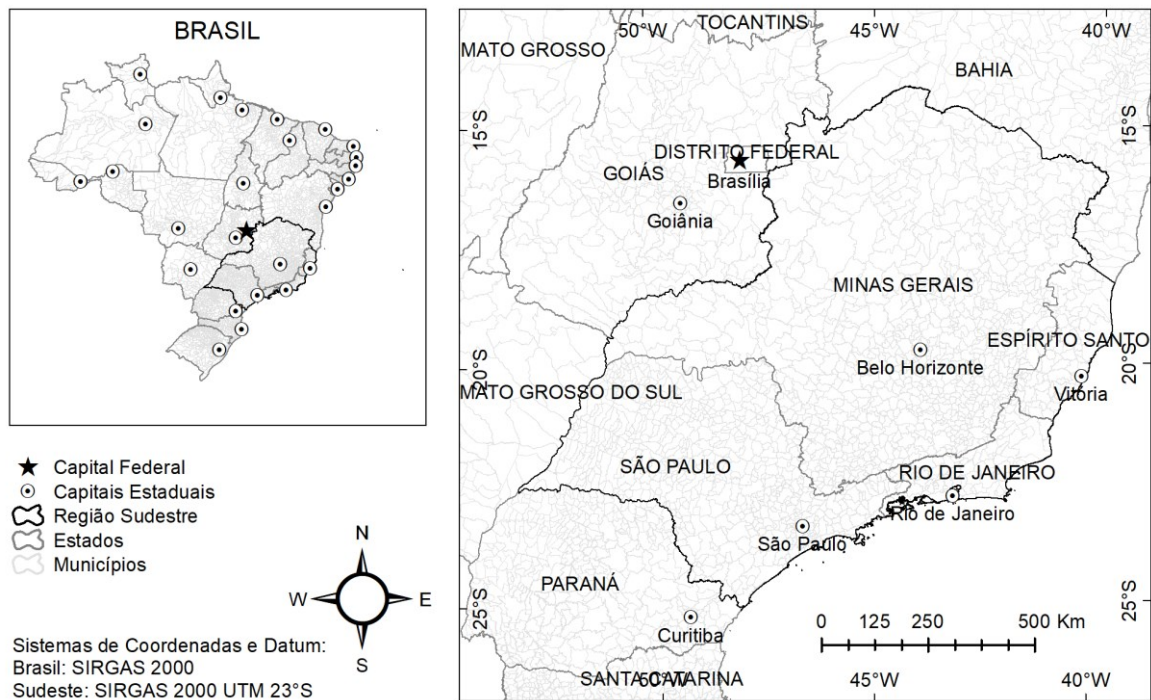 BRASIL
Capital Federal
Capitais Estaduais
Região Sudestre
Estados
Municípios
N
W
E
S
Sistemas de Coordenadas e Datum:
Brasil: SIRGAS 2000
Sudeste: SIRGAS 2000 UTM 23°S
50°W
TOCANTINS
45°W
40°W
MATO GROSSO
BAHIA
15°S
15°S
DISTRITO FEDERAL
GOIÁS
Brasília
Goiânia
MINAS GERAIS
ESPÍRITO SANTO
Belo Horizonte
20°S
20°S
MATO GROSSO DO SUL
Vitória
SÃO PAULO
RIO DE JANEIRO
Rio de Janeiro
São Paulo
PARANÁ
25°S
25°S
Curitiba
0 125 250 500 Km
SANTA CATARINA
50°W
45°W
40°W